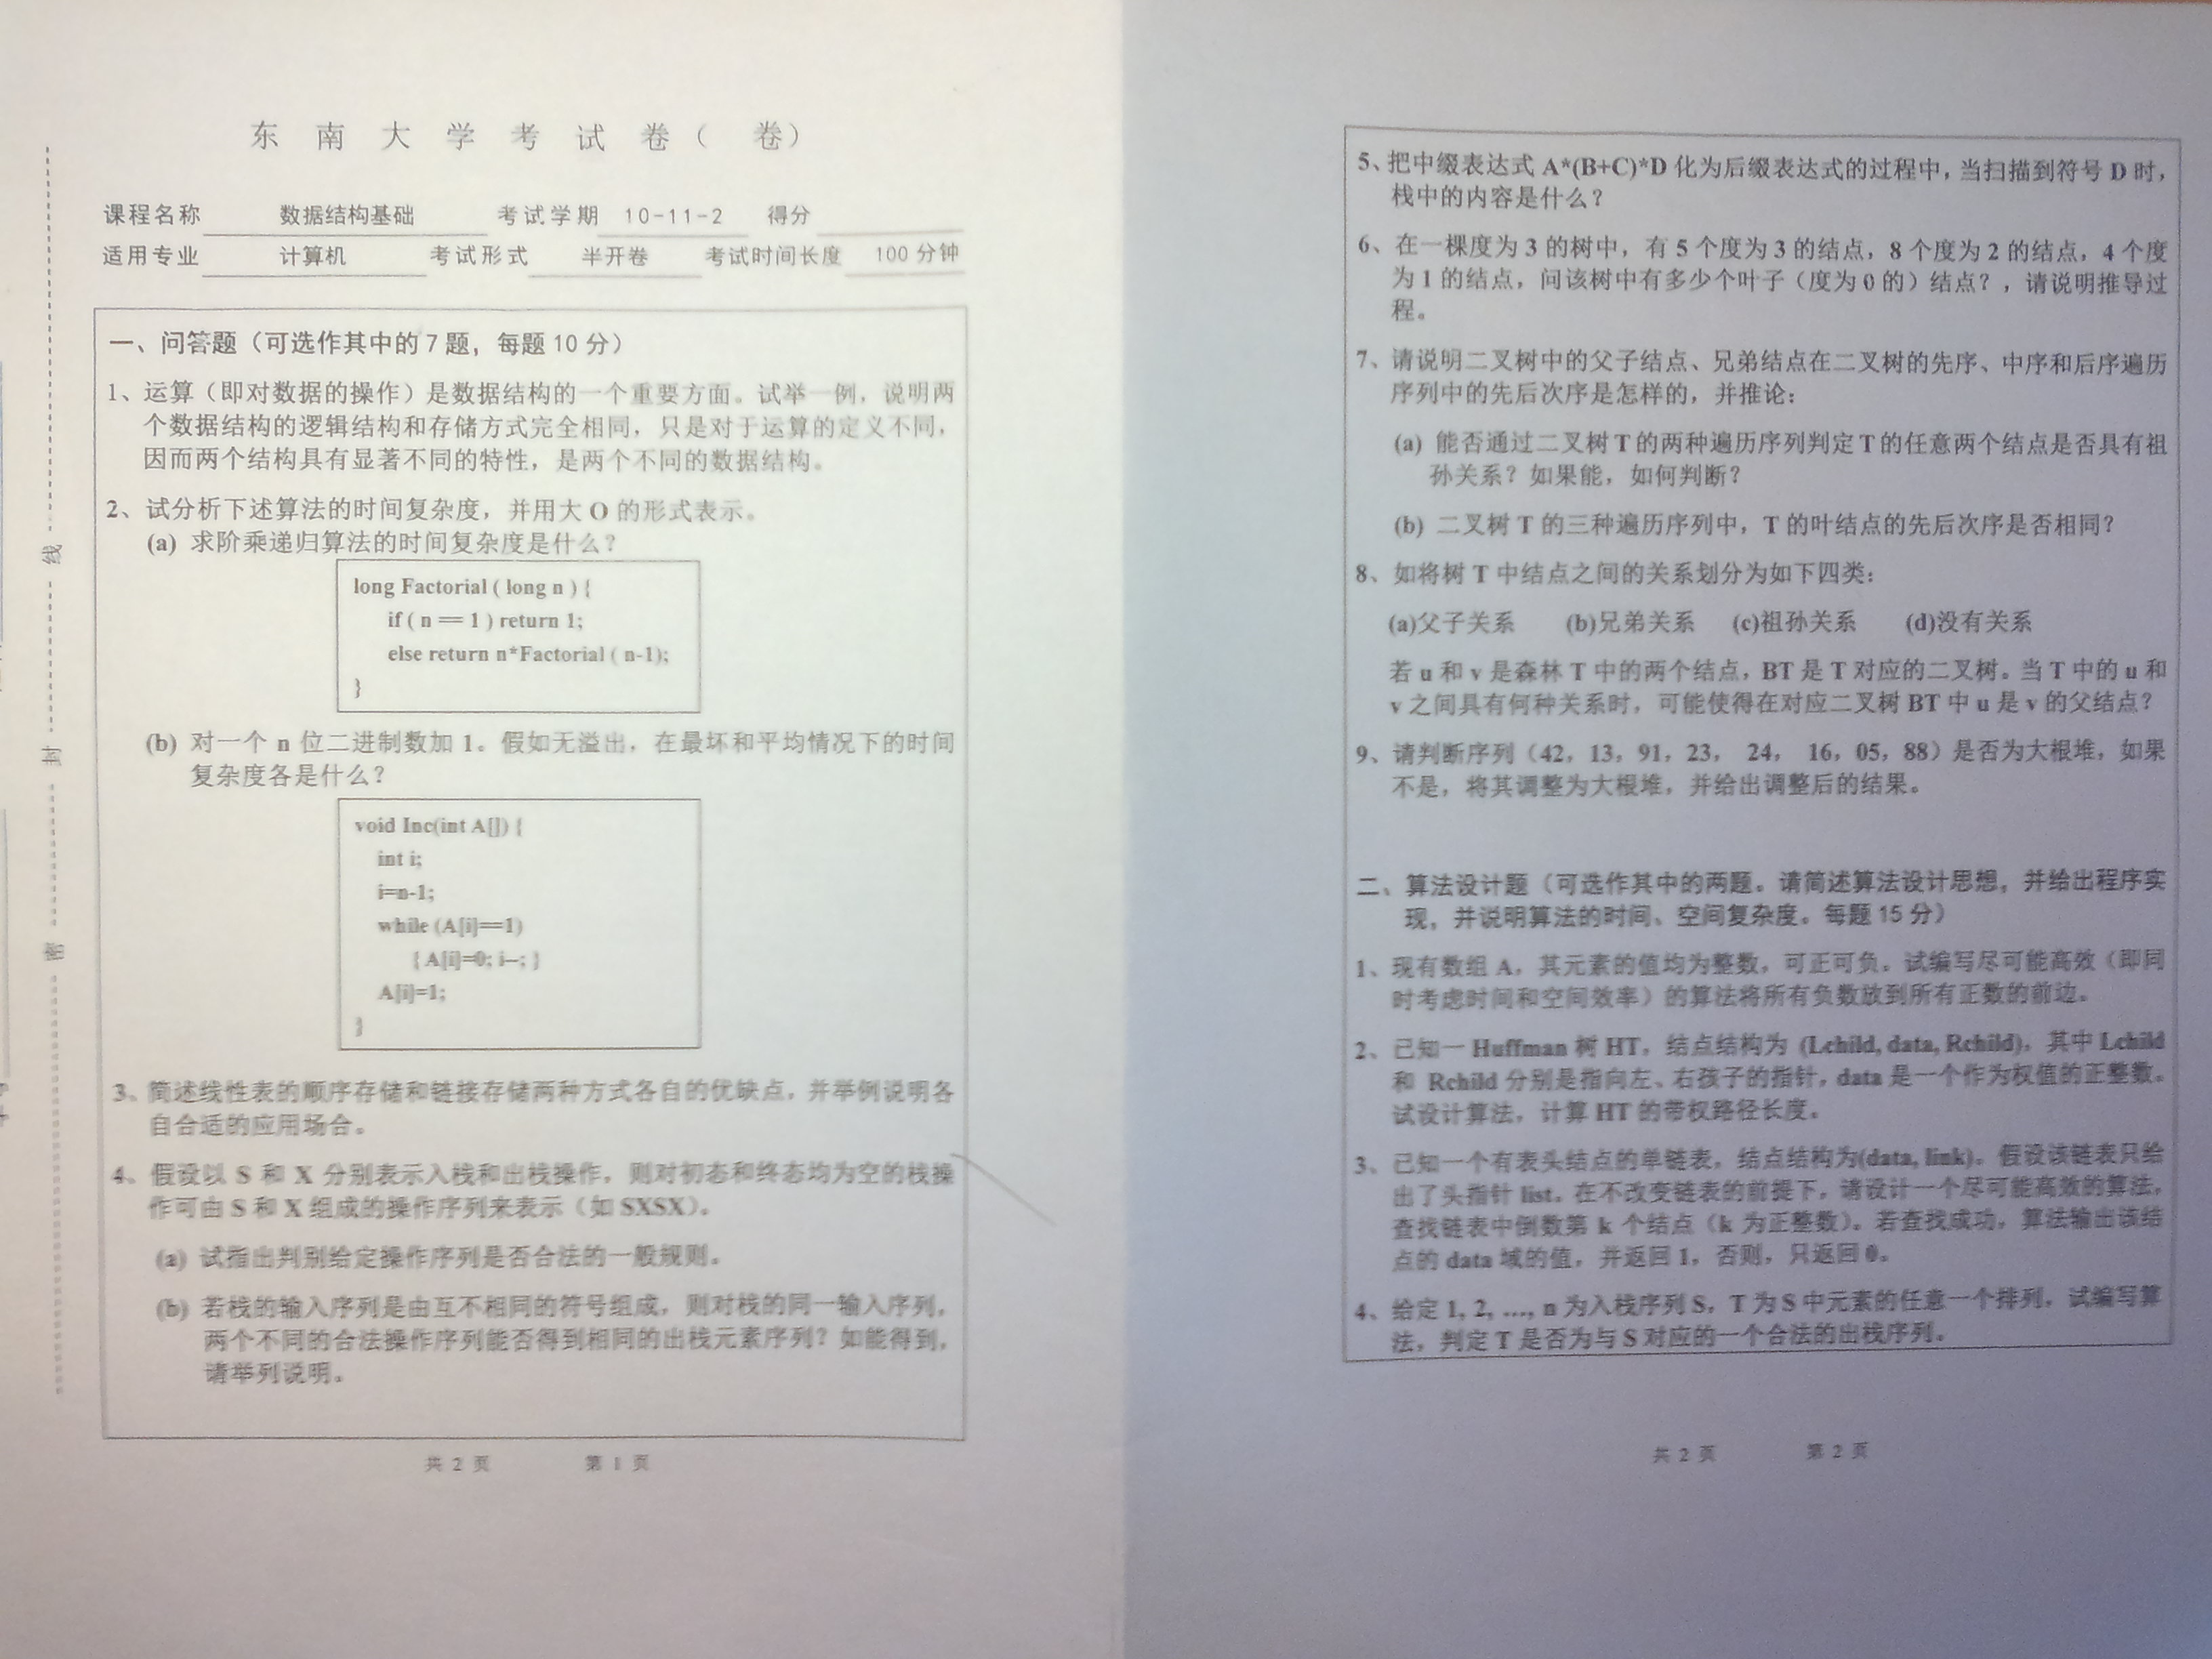 东南大学考试卷（ 卷）
课程名称 数据结构基础 考试学期 10-11-2 得分
适用专业 计算机 考试形式 半开卷 考试时间长度 100 分钟
一、问答题（可选作其中的 7 题，每题 10 分）
1、运算（即对数据的操作）是数据结构的一个重要方面。试举一例，说明两
个数据结构的逻辑结构和存储方式完全相同，只是对于运算的定义不同，
因而两个结构具有显著不同的特性，是两个不同的数据结构。
2、试分析下述算法的时间复杂度，并用大 O 的形式表示。
(a) 求阶乘递归算法的时间复杂度是什么？
long Factorial ( long n ) {
if ( n == 1 ) return 1;
else return n*Factorial ( n-1);
}
(b) 对一个 n 位二进制数加 1。假如无溢出，在最坏和平均情况下的时间
复杂度各是什么？
void Inc(int A[]) {
int i;
i=n-1;
while (A[i]==1)
{ A[i]=0; i--; }
A[i]=1;
}
3、简述线性表的顺序存储和链接存储两种方式各自的优缺点，并举例说明各
自合适的应用场合。
4、假设以 S 和 X 分别表示入栈和出栈操作，则对初态和终态均为空的栈操
作可由 S 和 X 组成的操作序列来表示（如 SXSX）。
(a) 试指出判别给定操作序列是否合法的一般规则。
(b) 若栈的输入序列是由互不相同的符号组成，则对栈的同一输入序列，
两个不同的合法操作序列能否得到相同的出栈元素序列？如能得到，
请举列说明。
共 2 页 第 1 页
5、把中缀表达式 A*(B+C)*D 化为后缀表达式的过程中，当扫描到符号 D 时，
栈中的内容是什么？
6、在一棵度为 3 的树中，有 5 个度为 3 的结点，8 个度为 2 的结点，4 个度
为 1 的结点，问该树中有多少个叶子（度为 0 的）结点？，请说明推导过
程。
7、请说明二叉树中的父子结点、兄弟结点在二叉树的先序、中序和后序遍历
序列中的先后次序是怎样的，并推论：
(a) 能否通过二叉树 T 的两种遍历序列判定 T 的任意两个结点是否具有祖
孙关系？如果能，如何判断？
(b) 二叉树 T 的三种遍历序列中，T 的叶结点的先后次序是否相同？
8、如将树 T 中结点之间的关系划分为如下四类：
(a)父子关系 (b)兄弟关系 (c)祖孙关系 (d)没有关系
若 u 和 v 是森林 T 中的两个结点，BT 是 T 对应的二叉树。当 T 中的 u 和
v 之间具有何种关系时，可能使得在对应二叉树 BT 中 u 是 v 的父结点？
9、请判断序列（42，13，91，23， 24， 16，05，88）是否为大根堆，如果
不是，将其调整为大根堆，并给出调整后的结果。
二、算法设计题（可选作其中的两题。请简述算法设计思想，并给出程序实
现，并说明算法的时间、空间复杂度。每题 15 分）
1、现有数组 A，其元素的值均为整数，可正可负。试编写尽可能高效（即同
时考虑时间和空间效率）的算法将所有负数放到所有正数的前边。
2、已知一 Huffman 树 HT，结点结构为 (Lchild, data, Rchild)，其中 Lchild
和 Rchild 分别是指向左、右孩子的指针，data 是一个作为权值的正整数。
试设计算法，计算 HT 的带权路径长度。
3、已知一个有表头结点的单链表，结点结构为(data, link)。假设该链表只给
出了头指针 list。在不改变链表的前提下，请设计一个尽可能高效的算法，
查找链表中倒数第 k 个结点（k 为正整数）。若查找成功，算法输出该结
点的 data 域的值，并返回 1，否则，只返回 0。
4、给定 1, 2, …, n 为入栈序列 S，T 为 S 中元素的任意一个排列，试编写算
法，判定 T 是否为与 S 对应的一个合法的出栈序列。
共 2 页 第 2 页
密 封 线